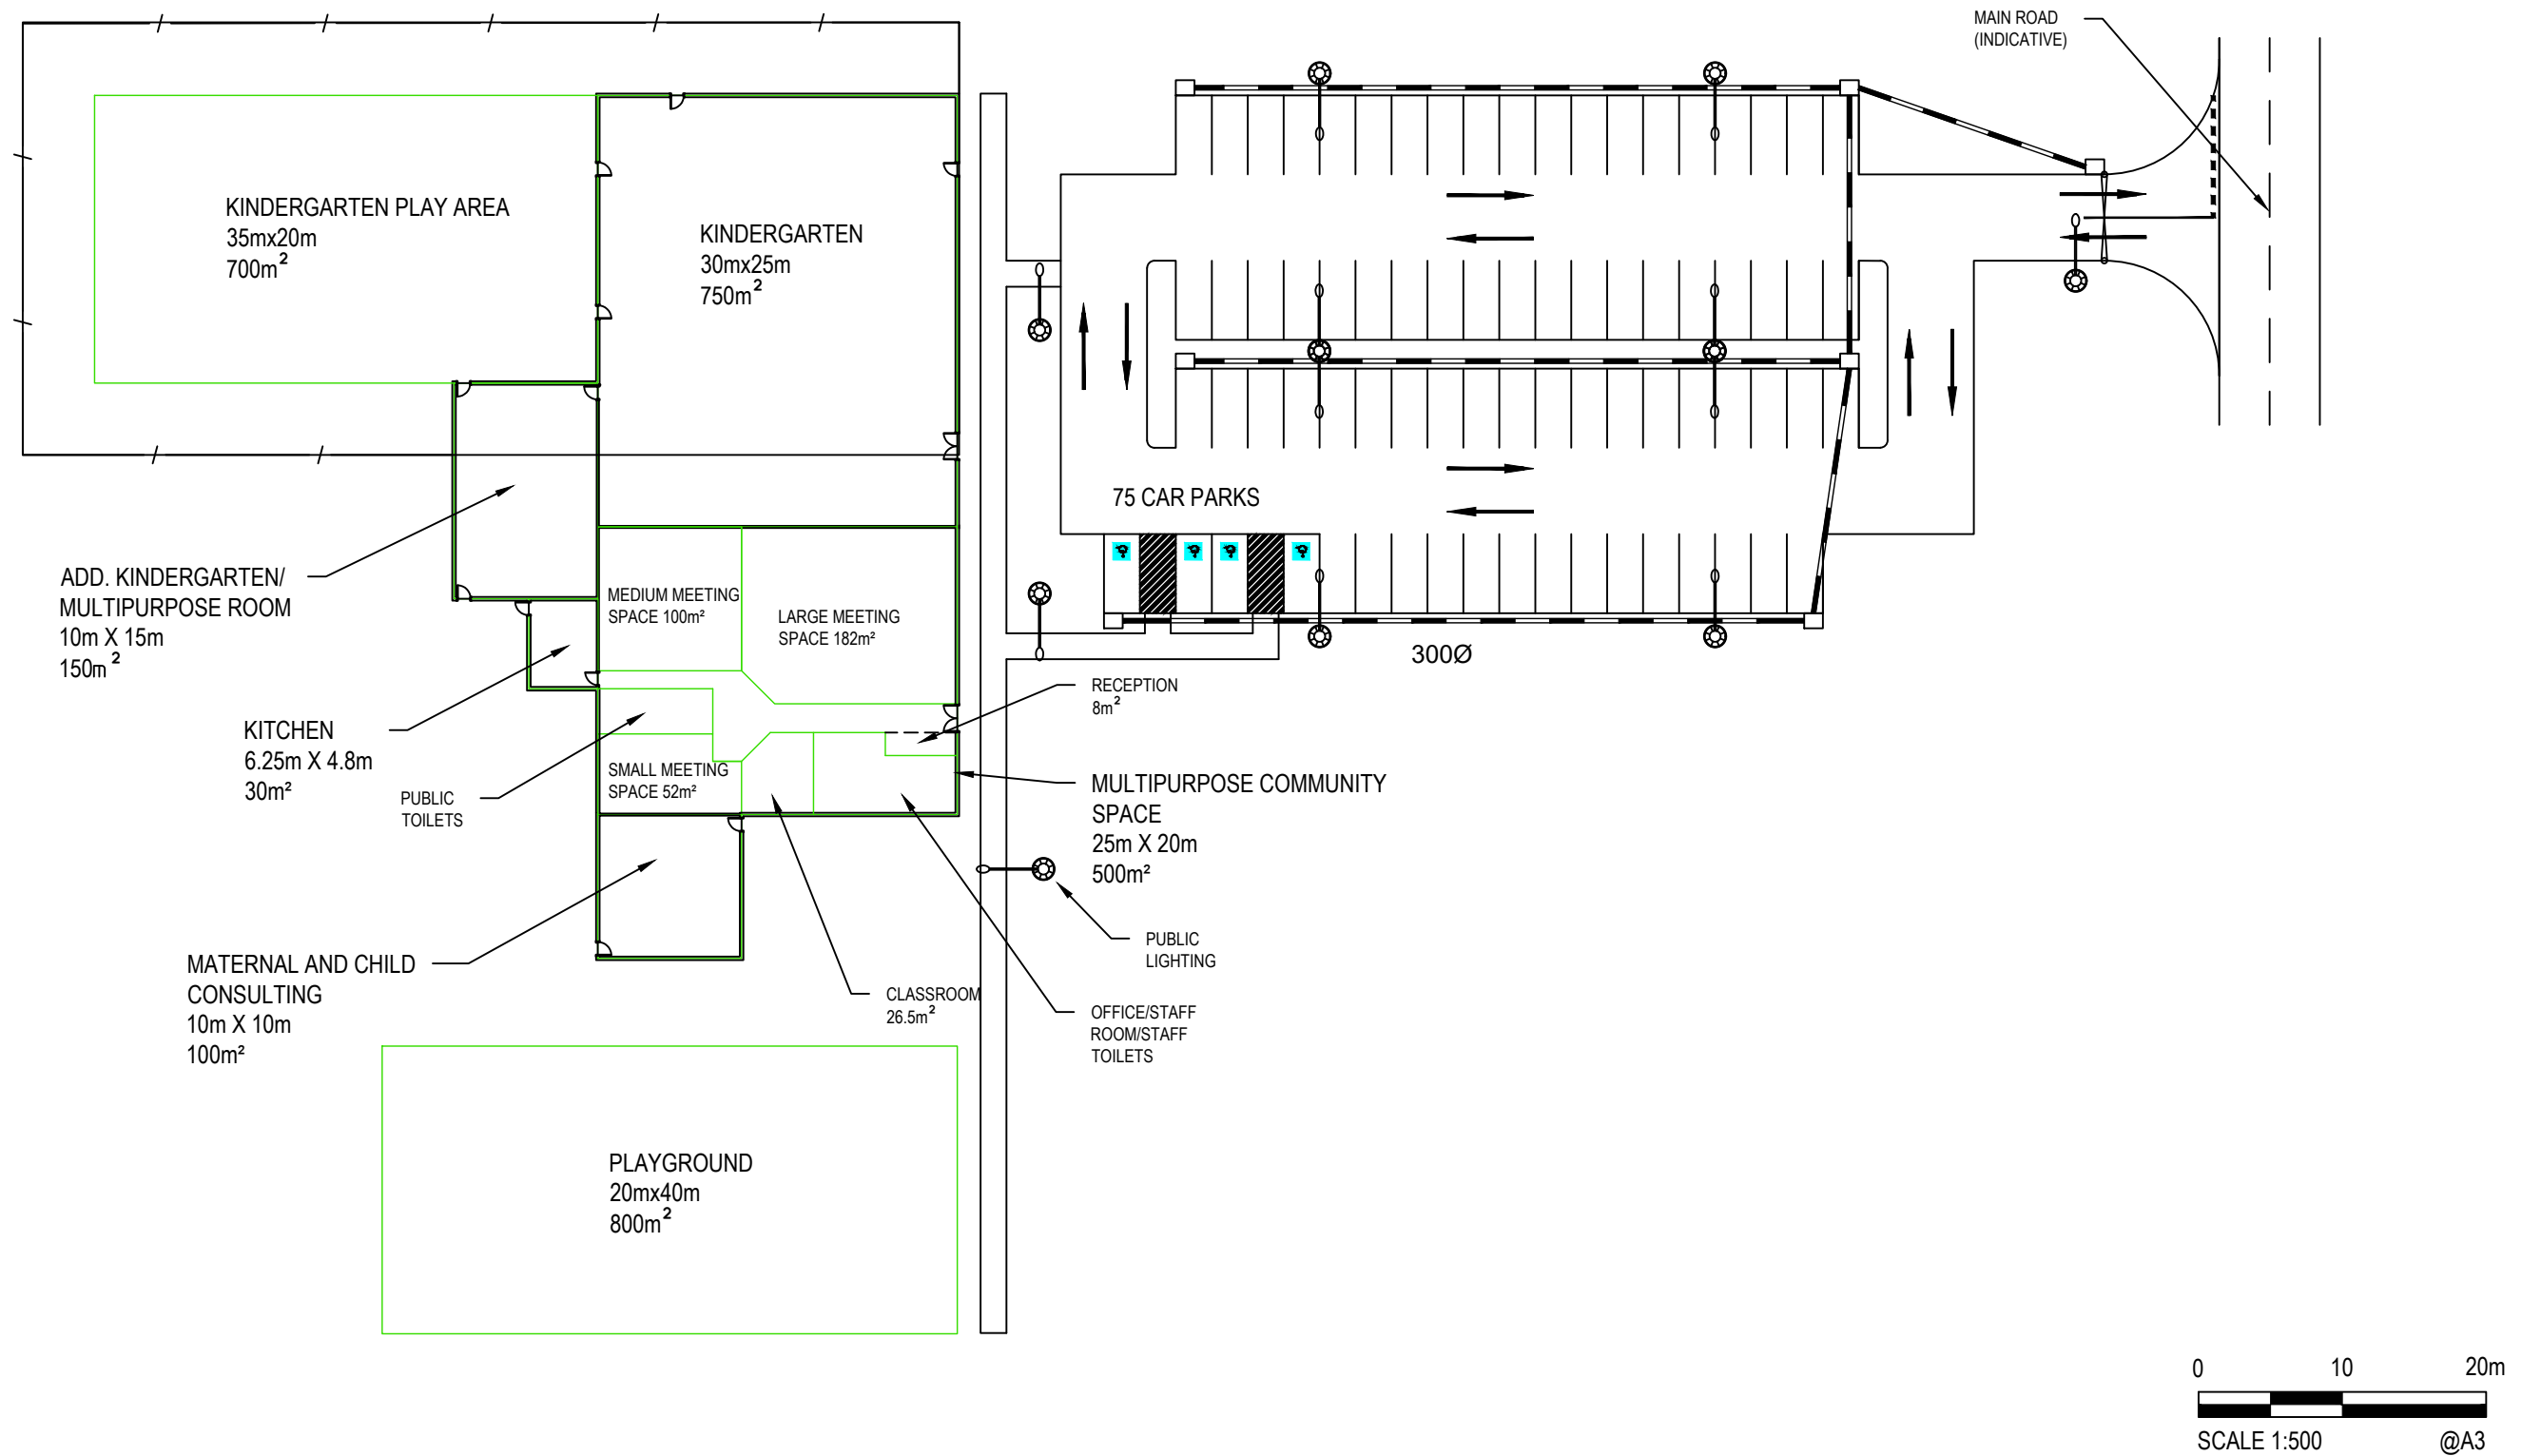 MAIN ROAD
(INDICATIVE)
KINDERGARTEN PLAY AREA
35mx20m
700m²
KINDERGARTEN
30mx25m
750m²
75 CAR PARKS
ADD. KINDERGARTEN/
MULTIPURPOSE ROOM
10m X 15m
150m²
MEDIUM MEETING
SPACE 100m²
LARGE MEETING
SPACE 182m²
300Ø
RECEPTION
8m²
KITCHEN
6.25m X 4.8m
30m²
PUBLIC
TOILETS
SMALL MEETING
SPACE 52m²
MULTIPURPOSE COMMUNITY
SPACE
25m X 20m
500m²
PUBLIC
LIGHTING
MATERNAL AND CHILD
CONSULTING
10m X 10m
100m²
CLASSROOM
26.5m²
OFFICE/STAFF
ROOM/STAFF
TOILETS
PLAYGROUND
20mx40m
800m²
0 10 20m
SCALE 1:500 @A3